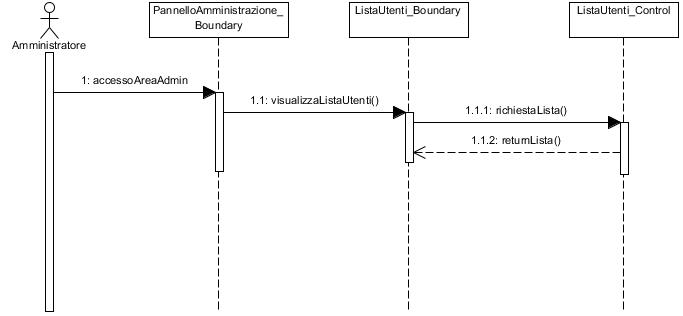 Amministratore
PannelloAmministrazione_
Boundary
ListaUtenti_Boundary
ListaUtenti_Control
1: accessoAreaAdmin
1.1: visualizzaListaUtenti()
1.1.1: richiestaLista()
1.1.2: returnLista()